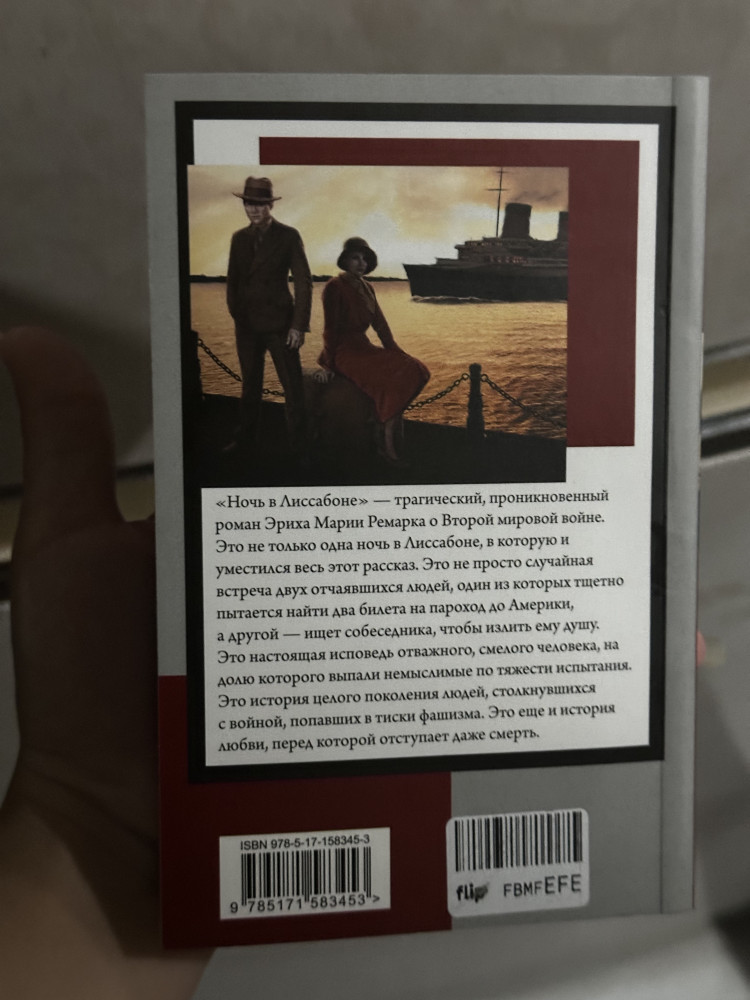 «Ночь в Лиссабоне» — трагический, проникновенный
роман Эриха Марии Ремарка о Второй мировой войне.
Это не только одна ночь в Лиссабоне, в которую и
уместился весь этот рассказ. Это не просто случайная
встреча двух отчаявшихся людей, один из которых тщетно
пытается найти два билета на пароход до Америки,
а другой — ищет собеседника, чтобы излить ему душу.
Это настоящая исповедь отважного, смелого человека, на
долю которого выпали немыслимые по тяжести испытания.
Это история целого поколения людей, столкнувшихся
с войной, попавших в тиски фашизма. Это еще и история
любви, перед которой отступает даже смерть.
ISBN 978-5-17-158345-3
9 785171 583453 >
flip FBMFEFE